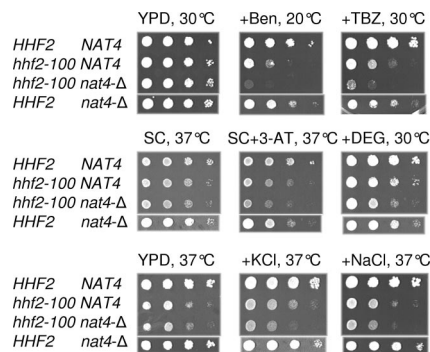 YPD, 30°C +Ben, 20°C +TBZ, 30°C
HHF2 NAT4
hhf2-100 NAT4
hhf2-100 nat4-Δ
HHF2 nat4-Δ
SC, 37°C SC+3-AT, 37°C +DEG, 30°C
HHF2 NAT4
hhf2-100 NAT4
hhf2-100 nat4-Δ
HHF2 nat4-Δ
YPD, 37°C +KCl, 37°C +NaCl, 37°C
HHF2 NAT4
hhf2-100 NAT4
hhf2-100 nat4-Δ
HHF2 nat4-Δ